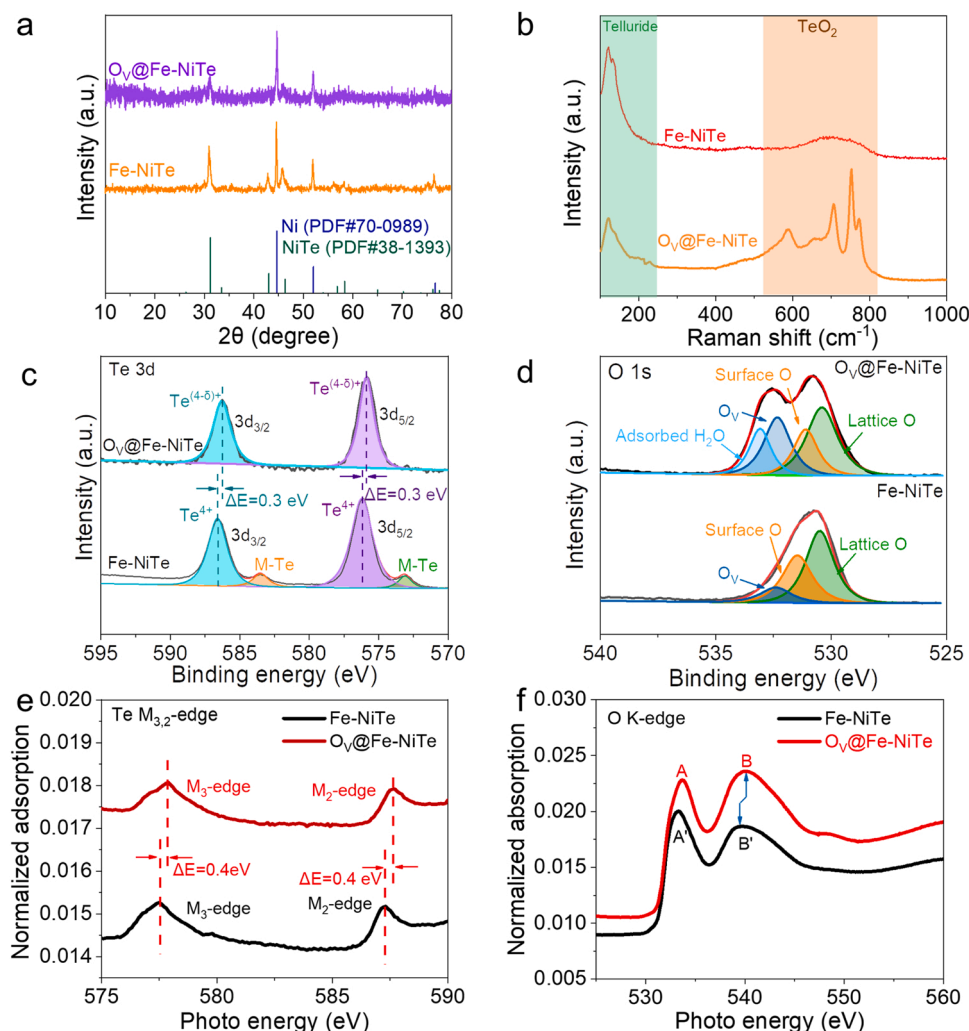 a
O_V@Fe-NiTe
Fe-NiTe
Ni (PDF#70-0989)
NiTe (PDF#38-1393)
Intensity (a.u.)
10 20 30 40 50 60 70 80
2θ (degree)
b
Telluride
TeO₂
Fe-NiTe
O_V@Fe-NiTe
Intensity (a.u.)
200 400 600 800 1000
Raman shift (cm⁻¹)
c
Te 3d
Te⁽⁴⁻ᵟ⁾⁺
Te⁽⁴⁻ᵟ⁾⁺
3d₃/₂
3d₅/₂
O_V@Fe-NiTe
ΔE=0.3 eV
ΔE=0.3 eV
Te⁴⁺
Te⁴⁺
3d₃/₂
3d₅/₂
Fe-NiTe
M-Te
M-Te
Intensity (a.u.)
595 590 585 580 575 570
Binding energy (eV)
d
O 1s
O_V@Fe-NiTe
Surface O
O_V
Lattice O
Adsorbed H₂O
Fe-NiTe
Surface O
Lattice O
O_V
Intensity (a.u.)
540 535 530 525
Binding energy (eV)
e
Te M₃,₂-edge
Fe-NiTe
O_V@Fe-NiTe
M₃-edge
M₂-edge
ΔE=0.4eV
ΔE=0.4 eV
M₃-edge
M₂-edge
0.020
0.019
0.018
0.017
0.016
0.015
0.014
0.013
Normalized adsorption
575 580 585 590
Photo energy (eV)
f
O K-edge
Fe-NiTe
O_V@Fe-NiTe
A
B
A'
B'
0.030
0.025
0.020
0.015
0.010
0.005
Normalized absorption
530 540 550 560
Photo energy (eV)